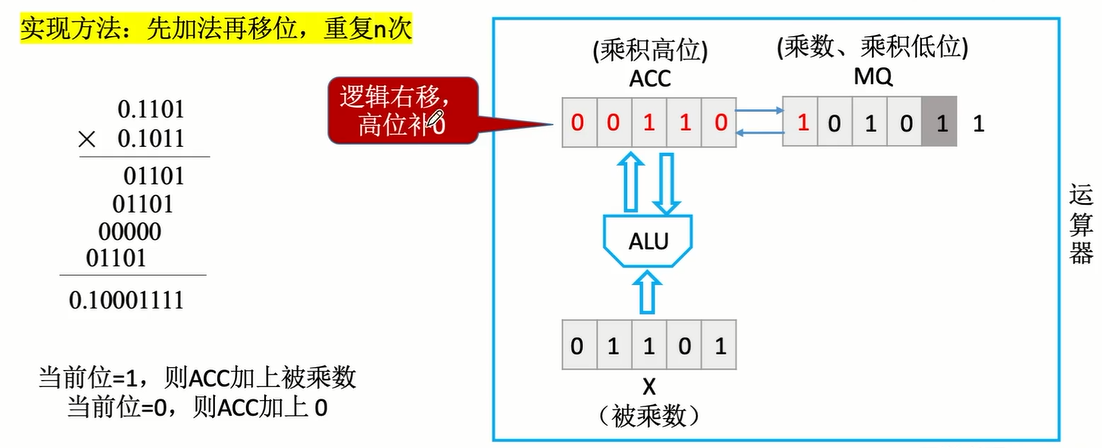 实现方法：先加法再移位，重复n次
0.1101
× 0.1011
01101
01101
00000
01101
0.10001111
当前位=1，则ACC加上被乘数
当前位=0，则ACC加上 0
逻辑右移，
高位补0
(乘积高位)
ACC
0 0 1 1 0
(乘数、乘积低位)
MQ
1 0 1 0 1 1
ALU
0 1 1 0 1
X
（被乘数）
运算器